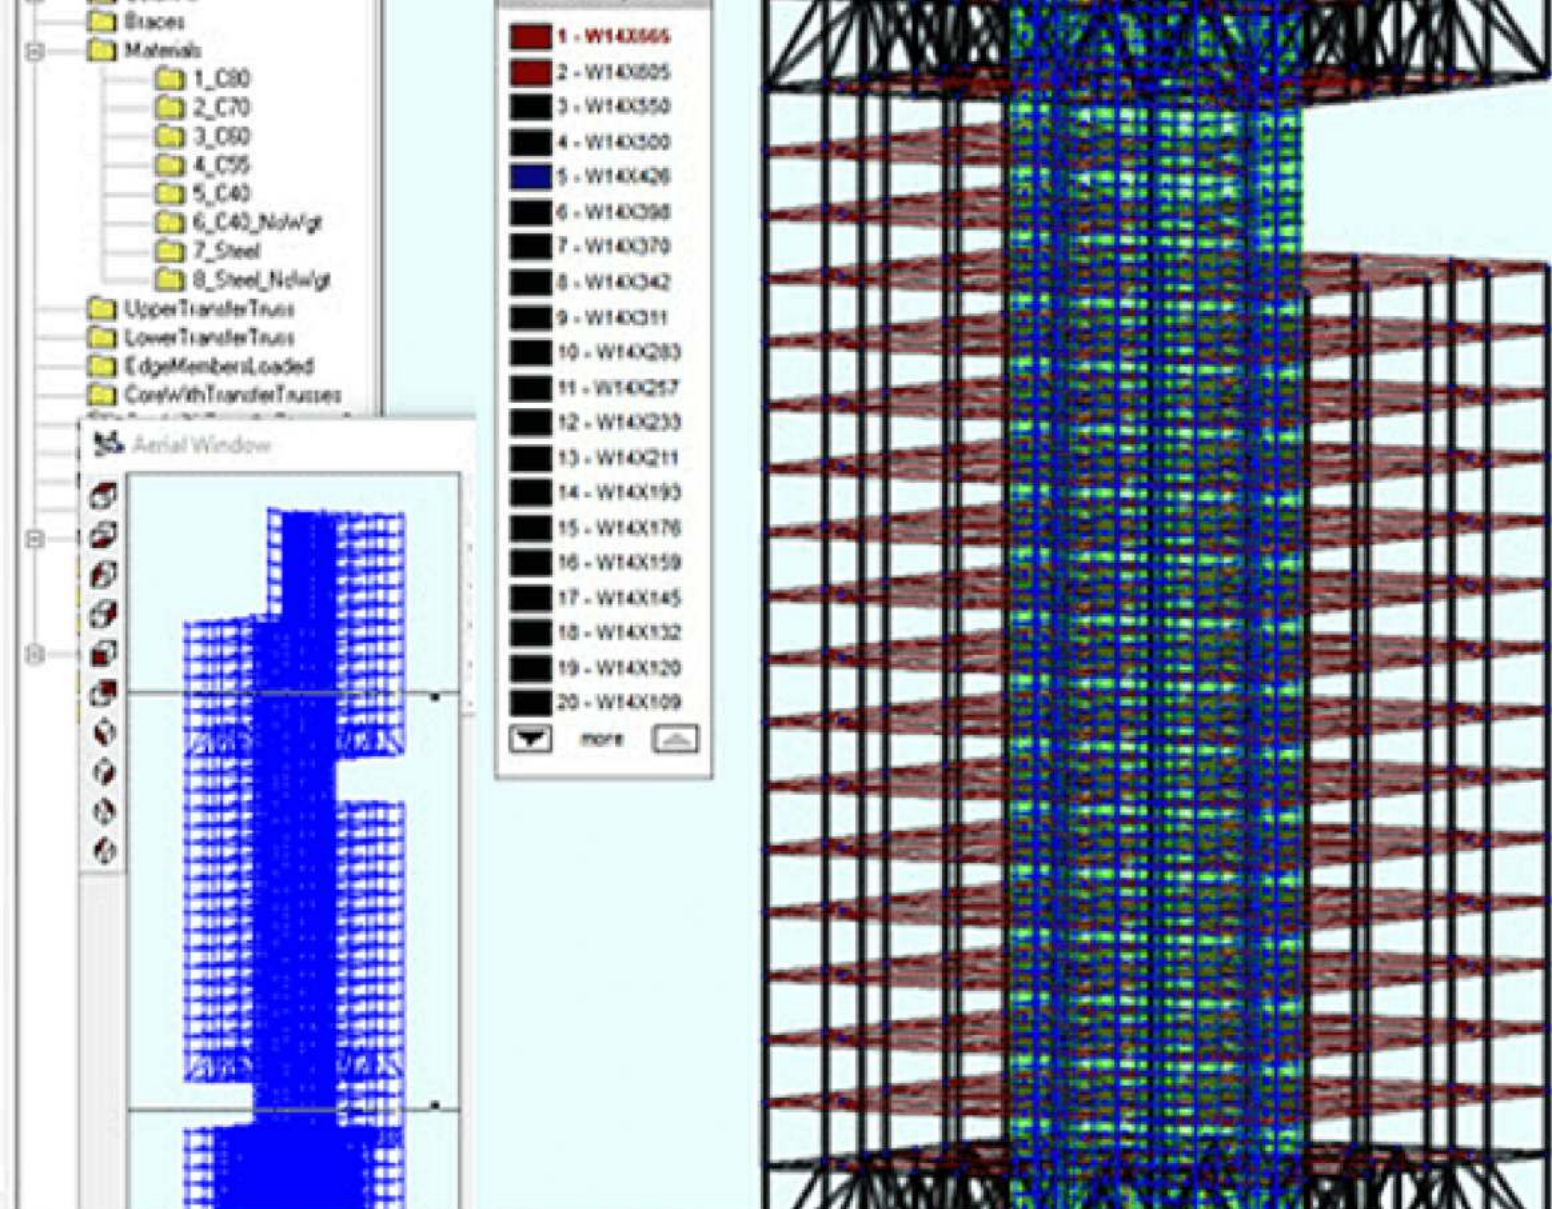 Braces
Materials
1_C80
2_C70
3_C60
4_C55
5_C40
6_C40_NoWgt
7_Steel
8_Steel_NoWgt
UpperTransferTruss
LowerTransferTruss
EdgeMembersLoaded
CoreWithTransferTrusses
Aerial Window
1 - W14X665
2 - W14X605
3 - W14X550
4 - W14X500
5 - W14X426
6 - W14X398
7 - W14X370
8 - W14X342
9 - W14X311
10 - W14X283
11 - W14X257
12 - W14X233
13 - W14X211
14 - W14X193
15 - W14X176
16 - W14X159
17 - W14X145
18 - W14X132
19 - W14X120
20 - W14X109
more